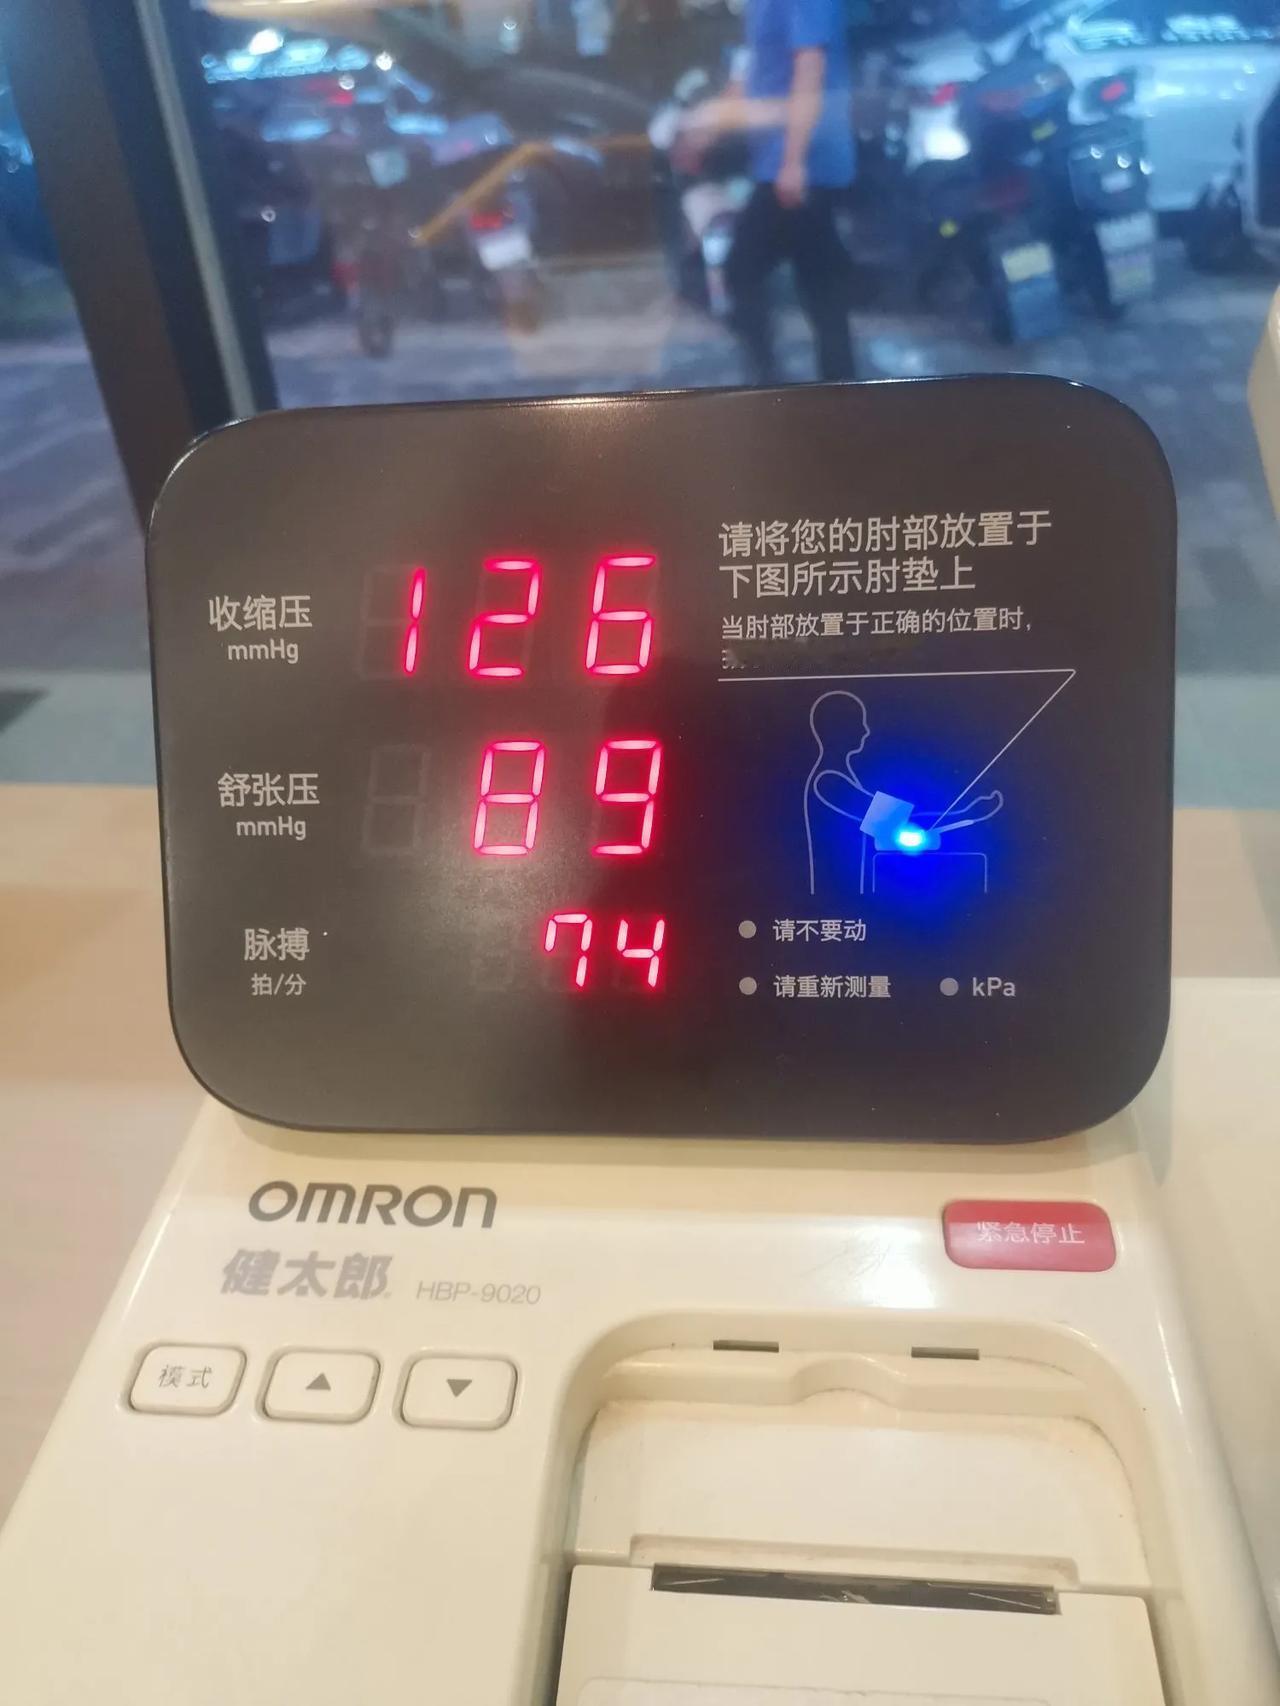 收缩压
mmHg
126
舒张压
mmHg
89
脉搏
拍/分
74
请将您的肘部放置于
下图所示肘垫上
当肘部放置于正确的位置时,
请不要动
请重新测量
kPa
OMRON
健太郎 HBP-9020
紧急停止
模式
▲
▼